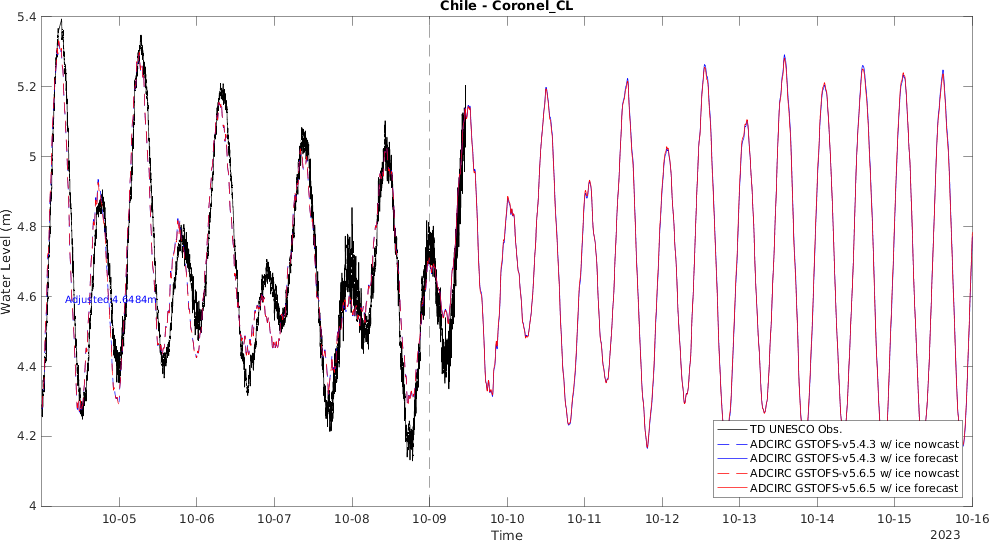 Chile - Coronel_CL
5.4
5.2
5
4.8
4.6
4.4
4.2
4
Water Level (m)
Adjusted 4.6484m
TD UNESCO Obs.
ADCIRC GSTOFS-v5.4.3 w/ ice nowcast
ADCIRC GSTOFS-v5.4.3 w/ ice forecast
ADCIRC GSTOFS-v5.6.5 w/ ice nowcast
ADCIRC GSTOFS-v5.6.5 w/ ice forecast
10-05 10-06 10-07 10-08 10-09 10-10 10-11 10-12 10-13 10-14 10-15 10-16
Time
2023